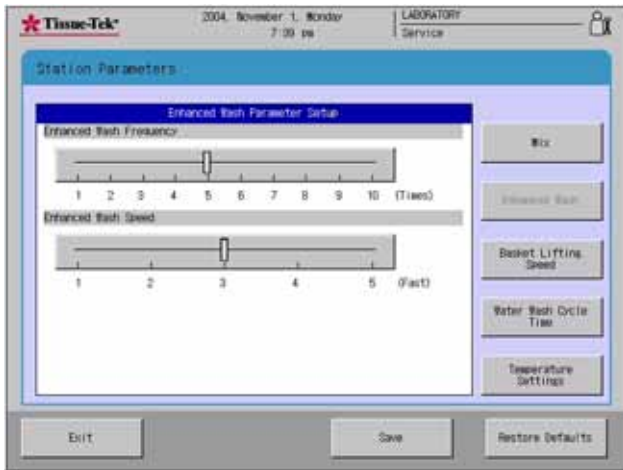 Tissue-Tek
2004. November 1. Monday
7:09 pm
LABORATORY
Service
Station Parameters
Enhanced Wash Parameter Setup
Enhanced Wash Frequency
1 2 3 4 5 6 7 8 9 10 (Times)
Enhanced Wash Speed
1 2 3 4 5 (Fast)
Mix
Enhanced Wash
Basket Lifting
Speed
Water Wash Cycle
Time
Temperature
Settings
Exit
Save
Restore Defaults